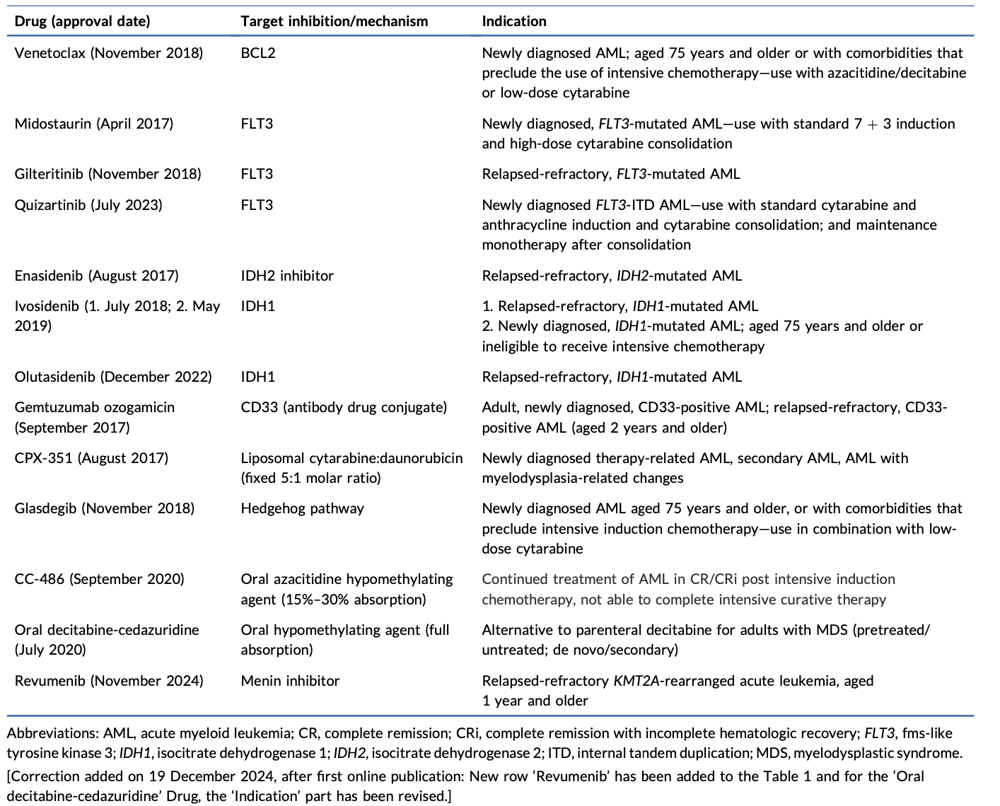 Drug (approval date) Target inhibition/mechanism Indication
Venetoclax (November 2018) BCL2 Newly diagnosed AML; aged 75 years and older or with comorbidities that
preclude the use of intensive chemotherapy—use with azacitidine/decitabine
or low-dose cytarabine
Midostaurin (April 2017) FLT3 Newly diagnosed, FLT3-mutated AML—use with standard 7 + 3 induction
and high-dose cytarabine consolidation
Gilteritinib (November 2018) FLT3 Relapsed-refractory, FLT3-mutated AML
Quizartinib (July 2023) FLT3 Newly diagnosed FLT3-ITD AML—use with standard cytarabine and
anthracycline induction and cytarabine consolidation; and maintenance
monotherapy after consolidation
Enasidenib (August 2017) IDH2 inhibitor Relapsed-refractory, IDH2-mutated AML
Ivosidenib (1. July 2018; 2. May IDH1 1. Relapsed-refractory, IDH1-mutated AML
2019) 2. Newly diagnosed, IDH1-mutated AML; aged 75 years and older or
ineligible to receive intensive chemotherapy
Olutasidenib (December 2022) IDH1 Relapsed-refractory, IDH1-mutated AML
Gemtuzumab ozogamicin CD33 (antibody drug conjugate) Adult, newly diagnosed, CD33-positive AML; relapsed-refractory, CD33-
(September 2017) positive AML (aged 2 years and older)
CPX-351 (August 2017) Liposomal cytarabine:daunorubicin Newly diagnosed therapy-related AML, secondary AML, AML with
(fixed 5:1 molar ratio) myelodysplasia-related changes
Glasdegib (November 2018) Hedgehog pathway Newly diagnosed AML aged 75 years and older, or with comorbidities that
preclude intensive induction chemotherapy—use in combination with low-
dose cytarabine
CC-486 (September 2020) Oral azacitidine hypomethylating Continued treatment of AML in CR/CRi post intensive induction
agent (15%–30% absorption) chemotherapy, not able to complete intensive curative therapy
Oral decitabine-cedazuridine Oral hypomethylating agent (full Alternative to parenteral decitabine for adults with MDS (pretreated/
(July 2020) absorption) untreated; de novo/secondary)
Revumenib (November 2024) Menin inhibitor Relapsed-refractory KMT2A-rearranged acute leukemia, aged
1 year and older
Abbreviations: AML, acute myeloid leukemia; CR, complete remission; CRi, complete remission with incomplete hematologic recovery; FLT3, fms-like
tyrosine kinase 3; IDH1, isocitrate dehydrogenase 1; IDH2, isocitrate dehydrogenase 2; ITD, internal tandem duplication; MDS, myelodysplastic syndrome.
[Correction added on 19 December 2024, after first online publication: New row ‘Revumenib’ has been added to the Table 1 and for the ‘Oral
decitabine-cedazuridine’ Drug, the ‘Indication’ part has been revised.]